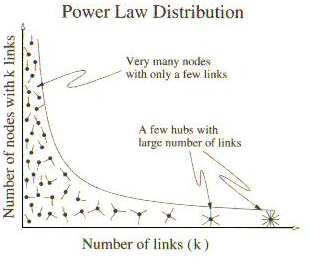 Power Law Distribution
Number of nodes with k links
Very many nodes
with only a few links
A few hubs with
large number of links
Number of links (k)